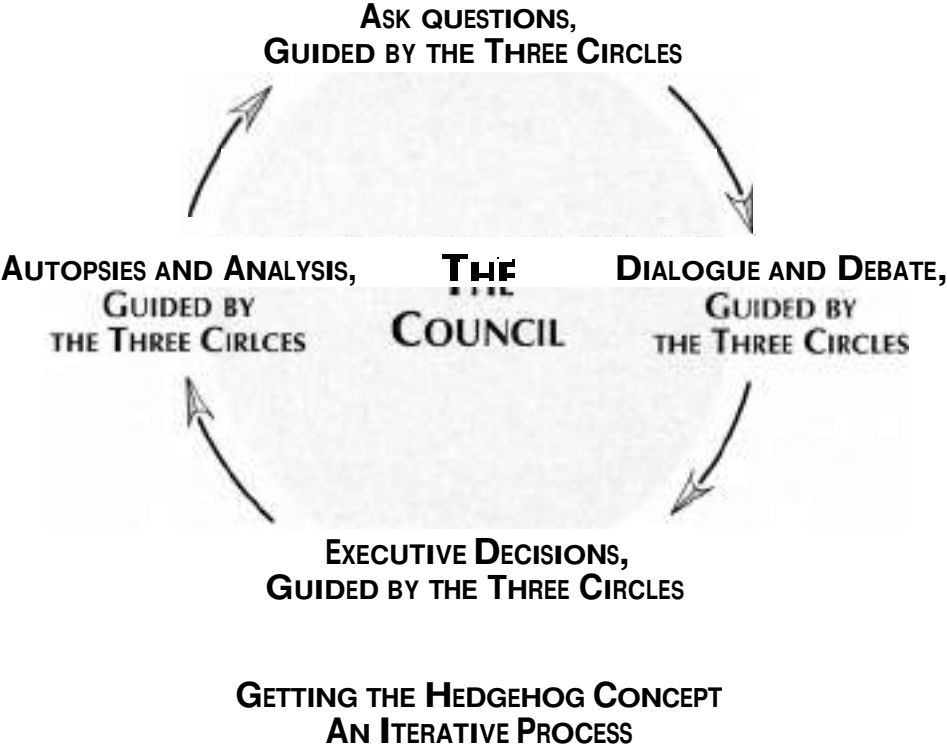 ASK QUESTIONS,
GUIDED BY THE THREE CIRCLES
AUTOPSIES AND ANALYSIS,
GUIDED BY
THE THREE CIRLCES
THE
COUNCIL
DIALOGUE AND DEBATE,
GUIDED BY
THE THREE CIRCLES
EXECUTIVE DECISIONS,
GUIDED BY THE THREE CIRCLES
GETTING THE HEDGEHOG CONCEPT
AN ITERATIVE PROCESS